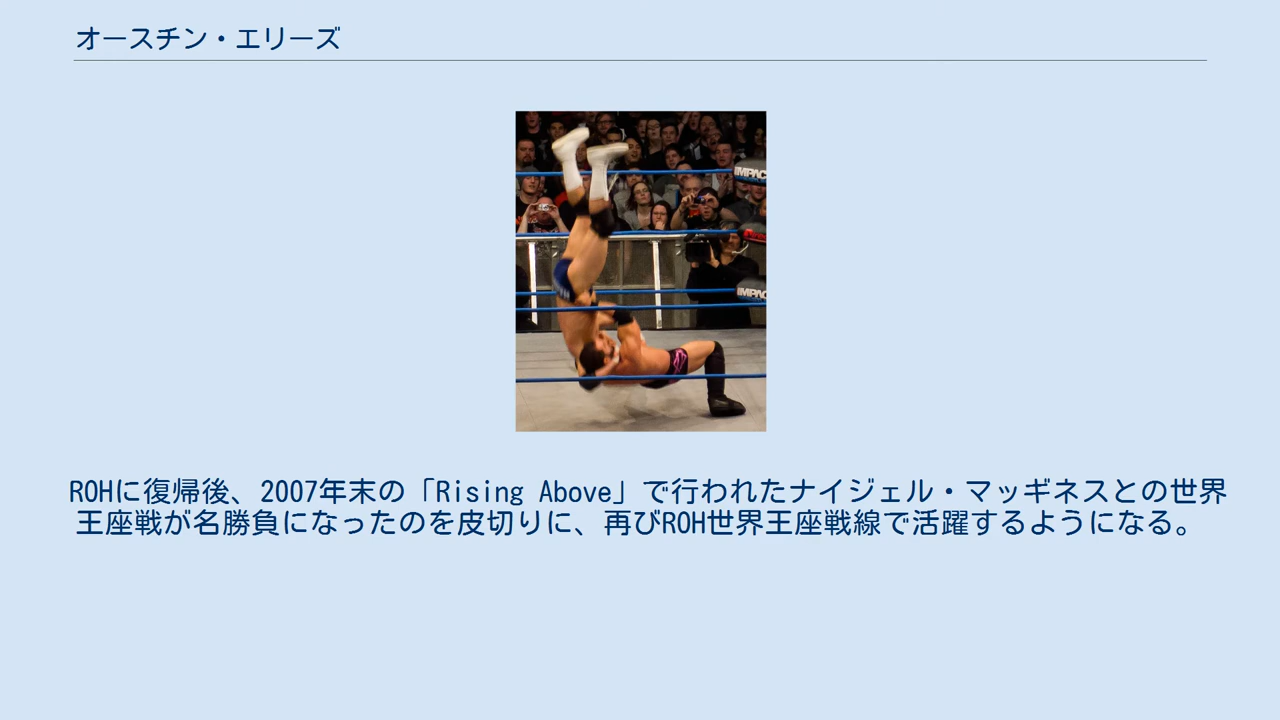 オースチン・エリーズ
IMPAC
IMPAC
ROHに復帰後、2007年末の「Rising Above」で行われたナイジェル・マッギネスとの世界
王座戦が名勝負になったのを皮切りに、再びROH世界王座戦線で活躍するようになる。